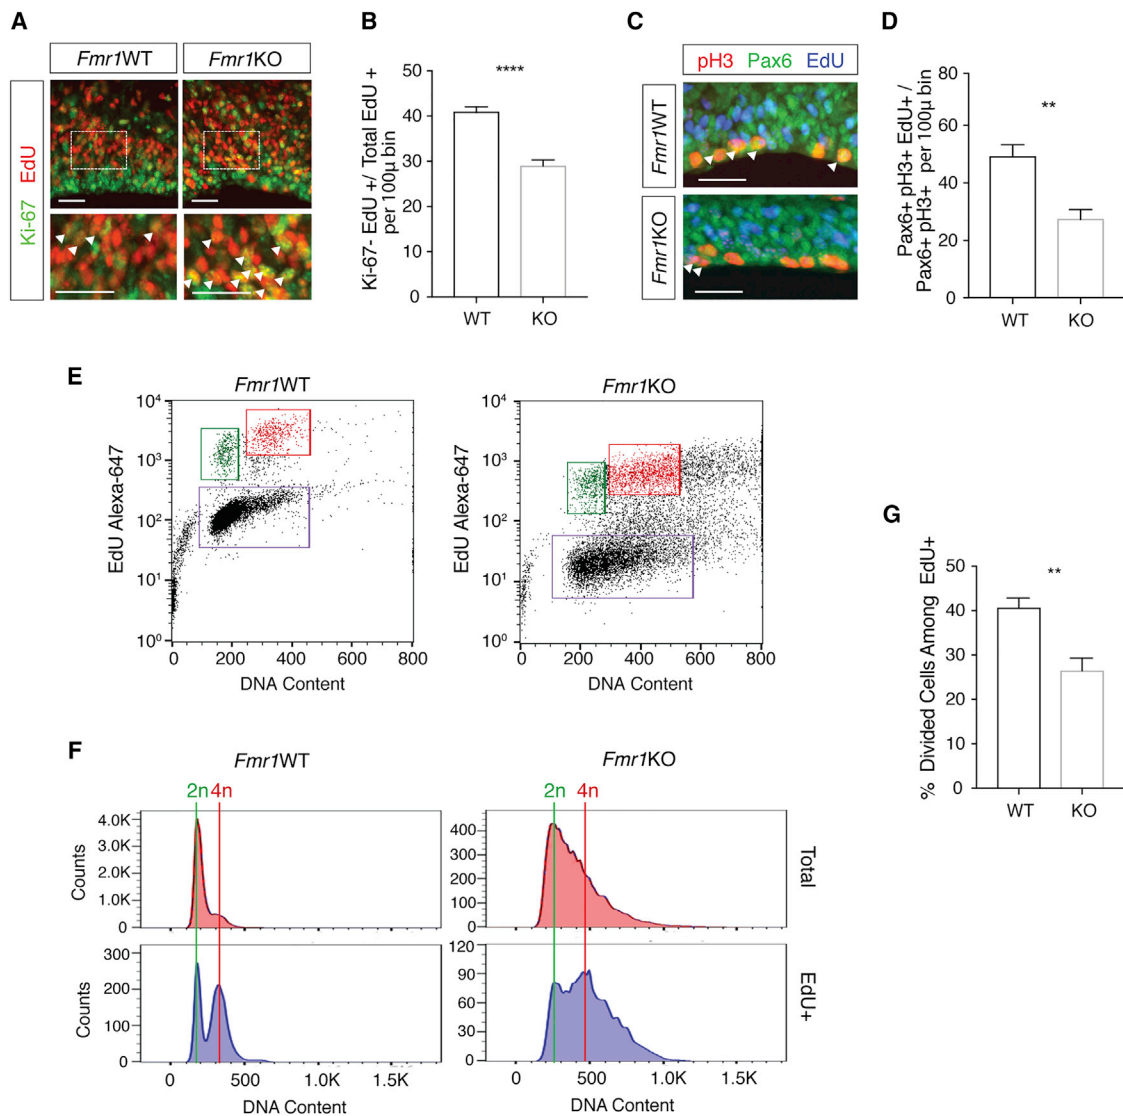 A
Fmr1WT
Fmr1KO
Ki-67 EdU
B
Ki-67- EdU +/ Total EdU +
per 100µ bin
50
40
30
20
10
0
****
WT
KO
C
pH3 Pax6 EdU
Fmr1WT
Fmr1KO
D
Pax6+ pH3+ EdU+ /
Pax6+ pH3+ per 100µ bin
80
60
40
20
0
**
WT
KO
E
Fmr1WT
EdU Alexa-647
10⁴
10³
10²
10¹
10⁰
0 200 400 600 800
DNA Content
Fmr1KO
EdU Alexa-647
10⁴
10³
10²
10¹
10⁰
0 200 400 600 800
DNA Content
G
% Divided Cells Among EdU+
50
40
30
20
10
0
**
WT
KO
F
Fmr1WT
2n 4n
Counts
4.0K
3.0K
2.0K
1.0K
0
Fmr1KO
2n 4n
400
300
200
100
0
Total
Counts
300
200
100
0
0 500 1.0K 1.5K
DNA Content
120
90
60
30
0
0 500 1.0K 1.5K
DNA Content
EdU+